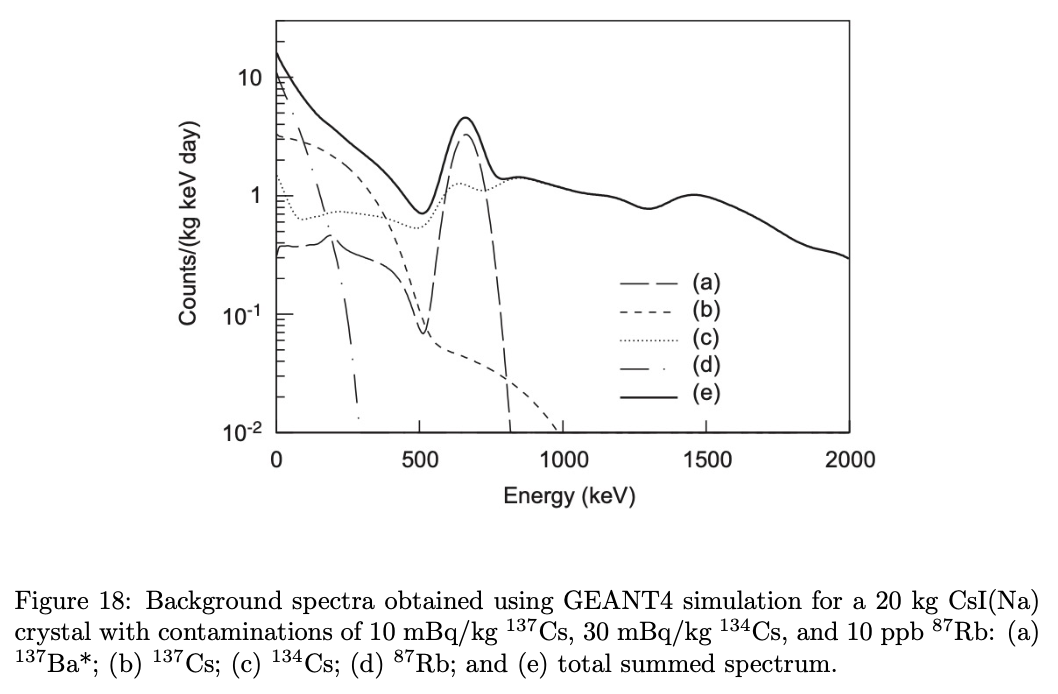 10
1
10-1
10-2
Counts/(kg keV day)
(a)
(b)
(c)
(d)
(e)
0 500 1000 1500 2000
Energy (keV)
Figure 18: Background spectra obtained using GEANT4 simulation for a 20 kg CsI(Na)
crystal with contaminations of 10 mBq/kg ¹³⁷Cs, 30 mBq/kg ¹³⁴Cs, and 10 ppb ⁸⁷Rb: (a)
¹³⁷Ba*; (b) ¹³⁷Cs; (c) ¹³⁴Cs; (d) ⁸⁷Rb; and (e) total summed spectrum.